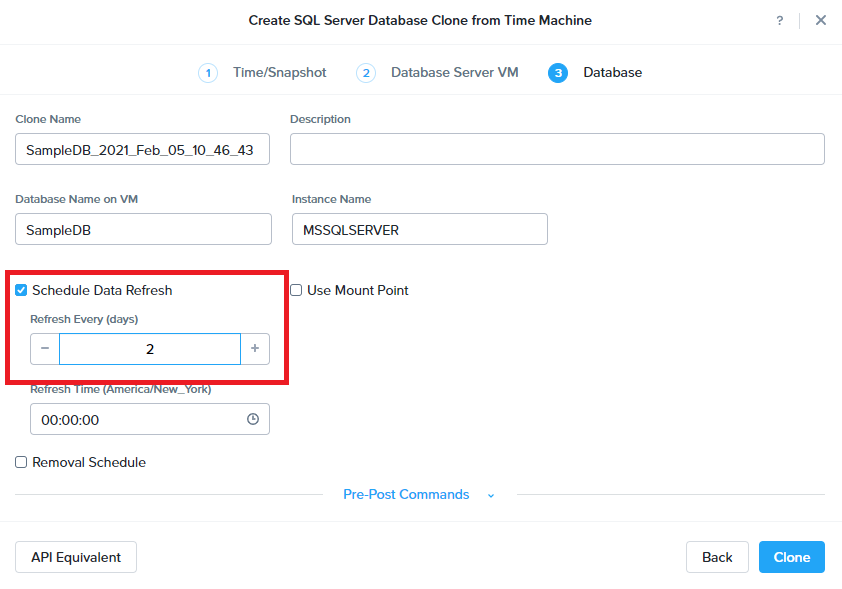 Create SQL Server Database Clone from Time Machine
?
1 Time/Snapshot 2 Database Server VM 3 Database
Clone Name Description
SampleDB_2021_Feb_05_10_46_43
Database Name on VM Instance Name
SampleDB MSSQLSERVER
Schedule Data Refresh Use Mount Point
Refresh Every (days)
− 2 +
Refresh Time (America/New_York)
00:00:00
Removal Schedule
Pre-Post Commands
API Equivalent Back Clone